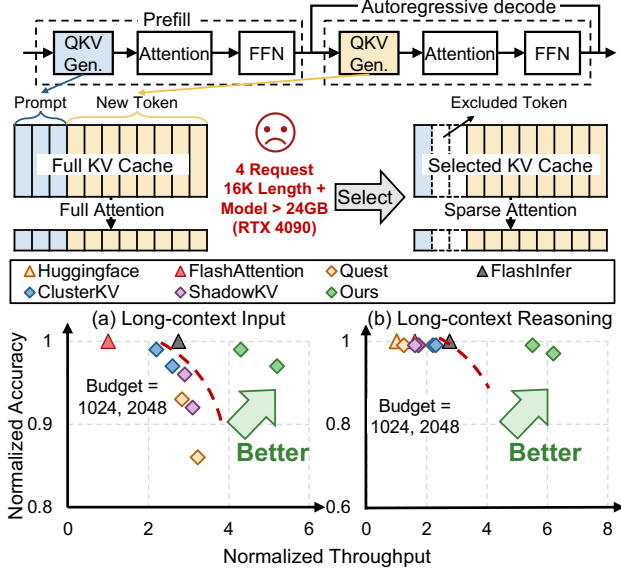 Prefill
Autoregressive decode
QKV Gen.
Attention
FFN
QKV Gen.
Attention
FFN
Prompt
New Token
Excluded Token
Full KV Cache
4 Request
16K Length +
Model > 24GB
(RTX 4090)
Select
Selected KV Cache
Full Attention
Sparse Attention
Huggingface
FlashAttention
Quest
FlashInfer
ClusterKV
ShadowKV
Ours
(a) Long-context Input
(b) Long-context Reasoning
Normalized Accuracy
1
0.9
0.8
Budget =
1024, 2048
Better
0
2
4
6
1
0.8
0.6
Budget =
1024, 2048
Better
0
2
4
6
8
Normalized Throughput